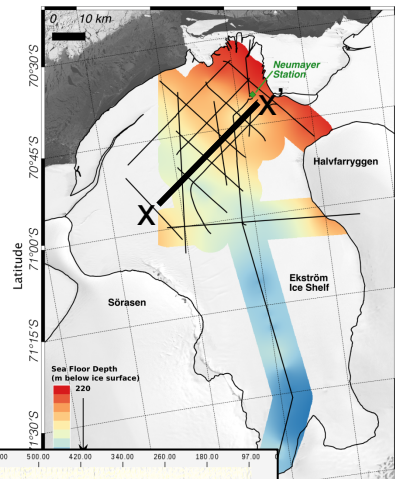 0 10 km
Neumayer
Station
X'
70°30'S
70°45'S
Halvfarryggen
X
71°00'S
Latitude
Ekström
Ice Shelf
Sörasen
71°15'S
Sea Floor Depth
(m below ice surface)
220
71°30'S
500.00 420.00 340.00 260.00 180.00 97.00